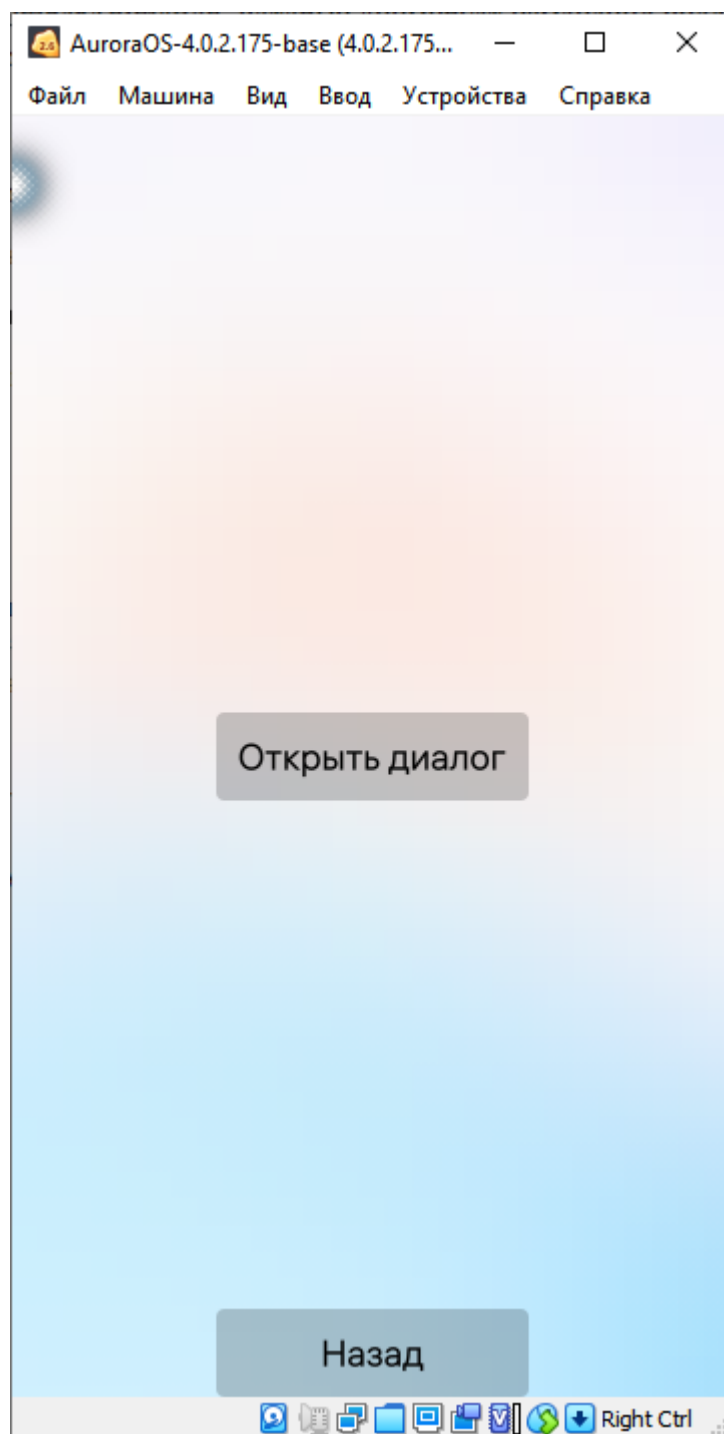 AuroraOS-4.0.2.175-base (4.0.2.175...
Файл Машина Вид Ввод Устройства Справка
Открыть диалог
Назад
Right Ctrl